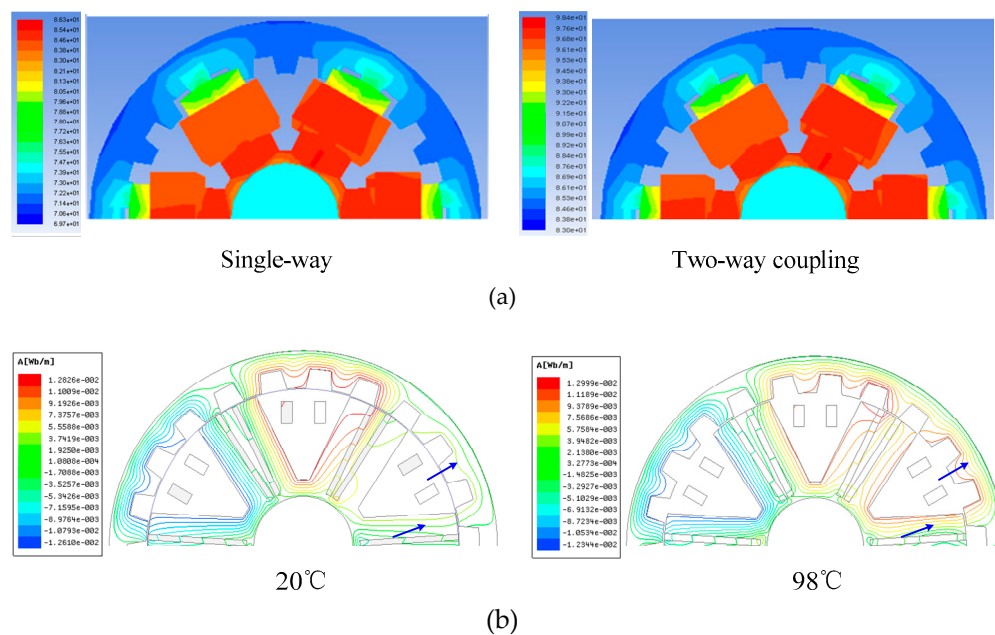 8.63e+01
8.54e+01
8.46e+01
8.38e+01
8.30e+01
8.21e+01
8.13e+01
8.05e+01
7.96e+01
7.88e+01
7.80e+01
7.72e+01
7.63e+01
7.55e+01
7.47e+01
7.39e+01
7.30e+01
7.22e+01
7.14e+01
7.06e+01
6.97e+01
9.84e+01
9.76e+01
9.68e+01
9.61e+01
9.53e+01
9.45e+01
9.38e+01
9.30e+01
9.22e+01
9.15e+01
9.07e+01
8.99e+01
8.92e+01
8.84e+01
8.76e+01
8.69e+01
8.61e+01
8.53e+01
8.46e+01
8.38e+01
8.30e+01
Single-way
Two-way coupling
(a)
A[Wb/m]
1.2826e-002
1.1009e-002
9.1926e-003
7.3757e-003
5.5588e-003
3.7419e-003
1.9250e-003
1.0808e-004
-1.7088e-003
-3.5257e-003
-5.3426e-003
-7.1595e-003
-8.9764e-003
-1.0793e-002
-1.2610e-002
A[Wb/m]
1.2999e-002
1.1189e-002
9.3789e-003
7.5686e-003
5.7584e-003
3.9482e-003
2.1380e-003
3.2773e-004
-1.4825e-003
-3.2927e-003
-5.1029e-003
-6.9132e-003
-8.7234e-003
-1.0534e-002
-1.2344e-002
20℃
98℃
(b)